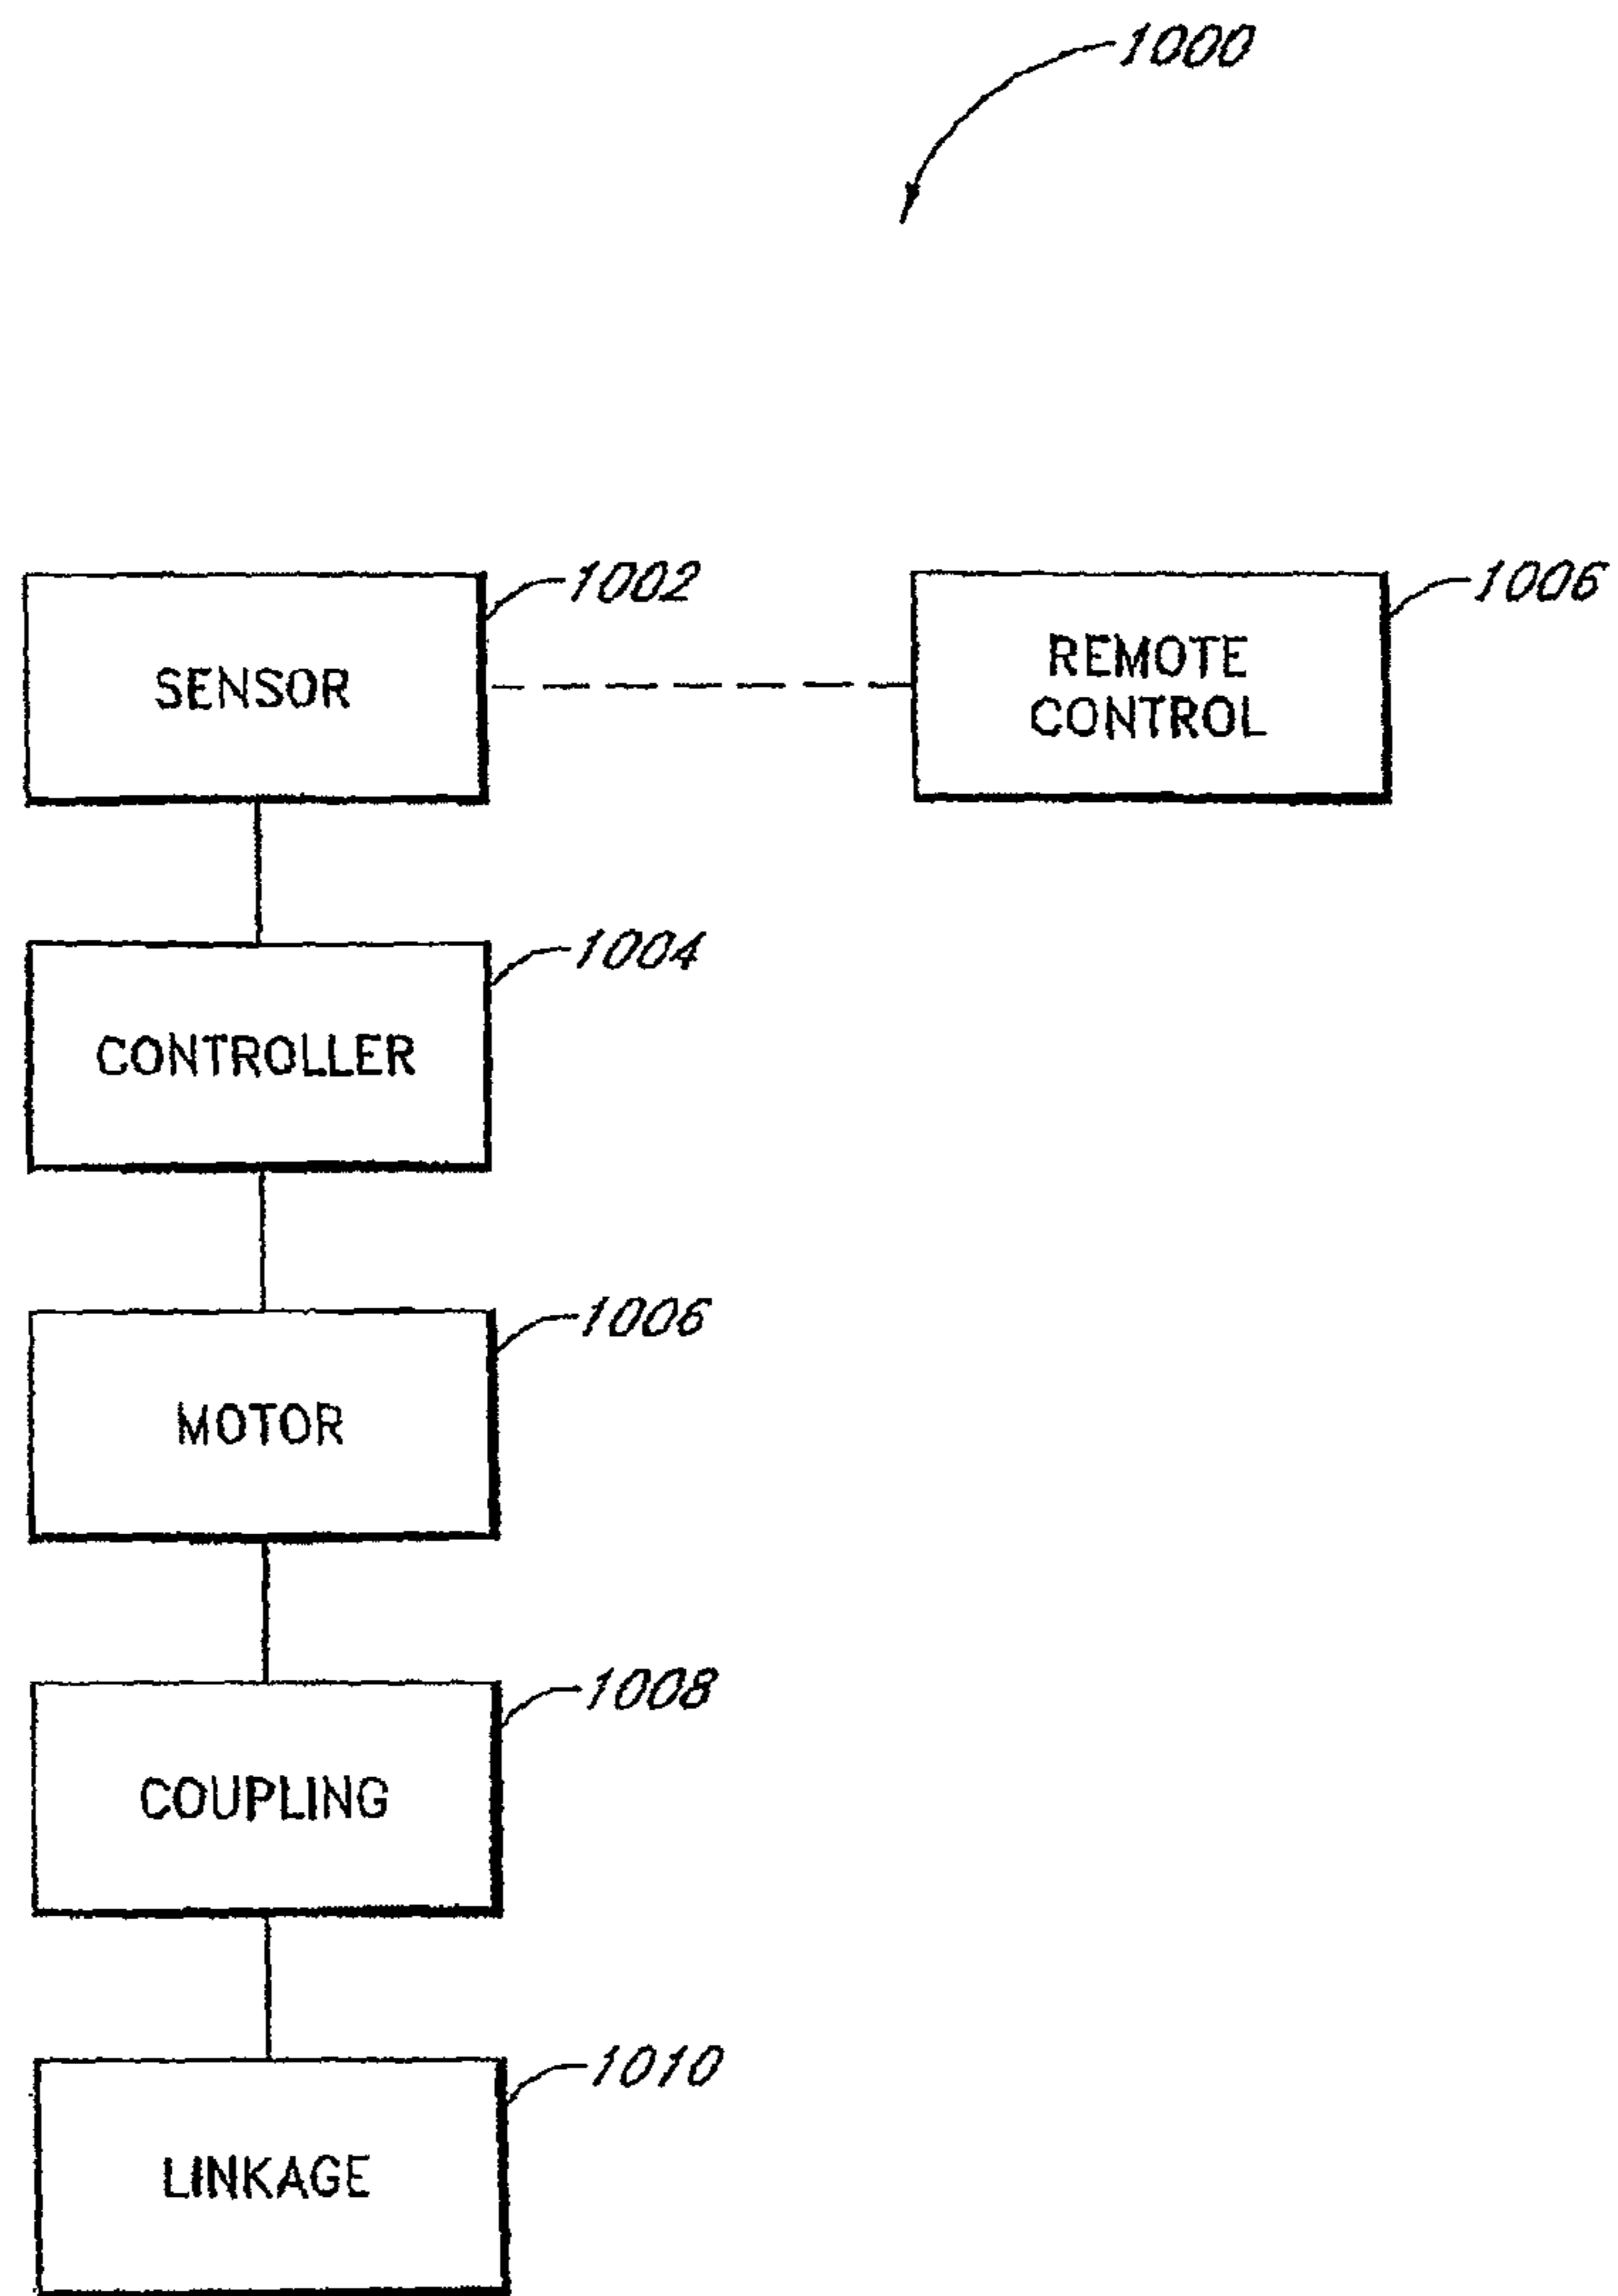 1000
1002
SENSOR
1006
REMOTE
CONTROL
1004
CONTROLLER
1006
MOTOR
1008
COUPLING
1010
LINKAGE